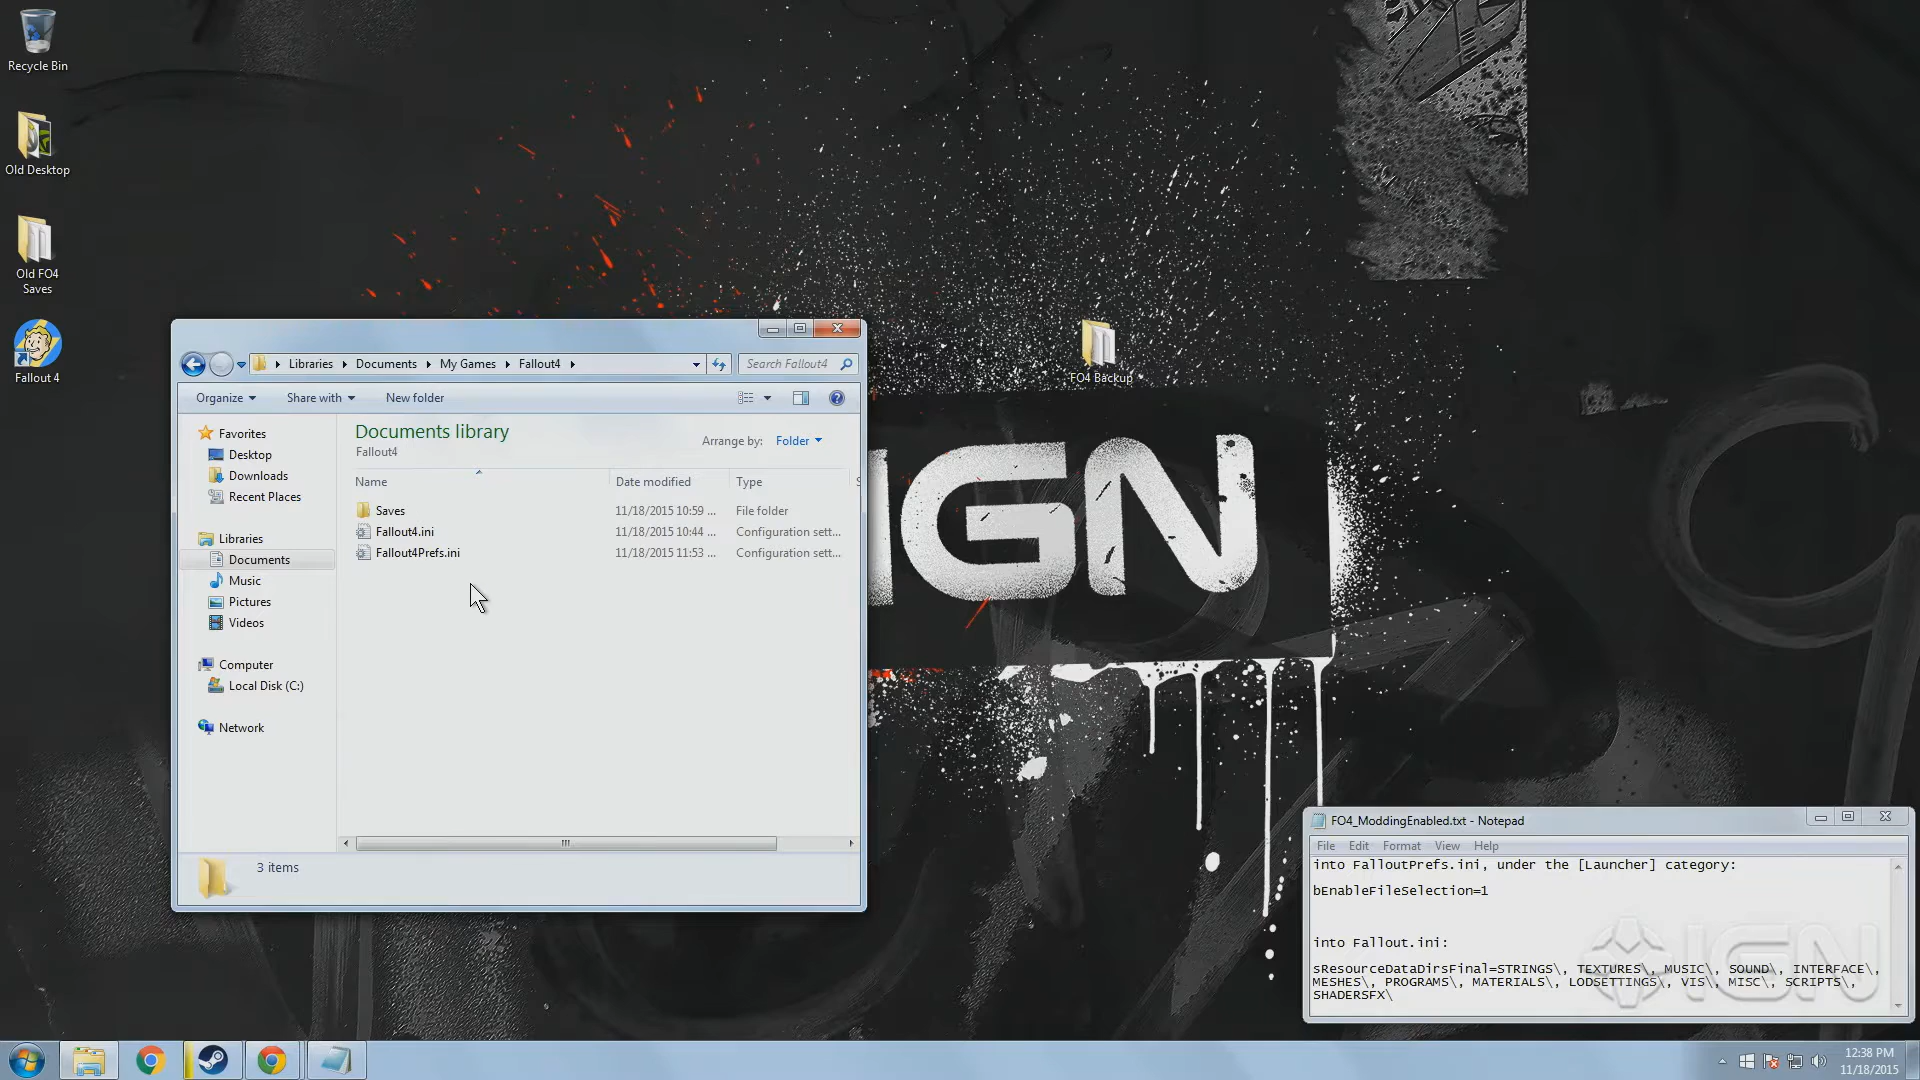 Recycle Bin
Old Desktop
Old FO4
Saves
Fallout 4
FO4 Backup
Libraries
Documents
My Games
Fallout4
Search Fallout4
Organize
Share with
New folder
Favorites
Desktop
Downloads
Recent Places
Libraries
Documents
Music
Pictures
Videos
Computer
Local Disk (C:)
Network
Documents library
Fallout4
Arrange by: Folder
Name Date modified Type S
Saves 11/18/2015 10:59 ... File folder
Fallout4.ini 11/18/2015 10:44 ... Configuration sett...
Fallout4Prefs.ini 11/18/2015 11:53 ... Configuration sett...
3 items
IGN
FO4_ModdingEnabled.txt - Notepad
File Edit Format View Help
into FalloutPrefs.ini, under the [Launcher] category:
bEnableFileSelection=1
into Fallout.ini:
sResourceDataDirsFinal=STRINGS\, TEXTURES\, MUSIC\, SOUND\, INTERFACE\,
MESHES\, PROGRAMS\, MATERIALS\, LODSETTINGS\, VIS\, MISC\, SCRIPTS\,
SHADERSFX\
IGN
12:38 PM
11/18/2015